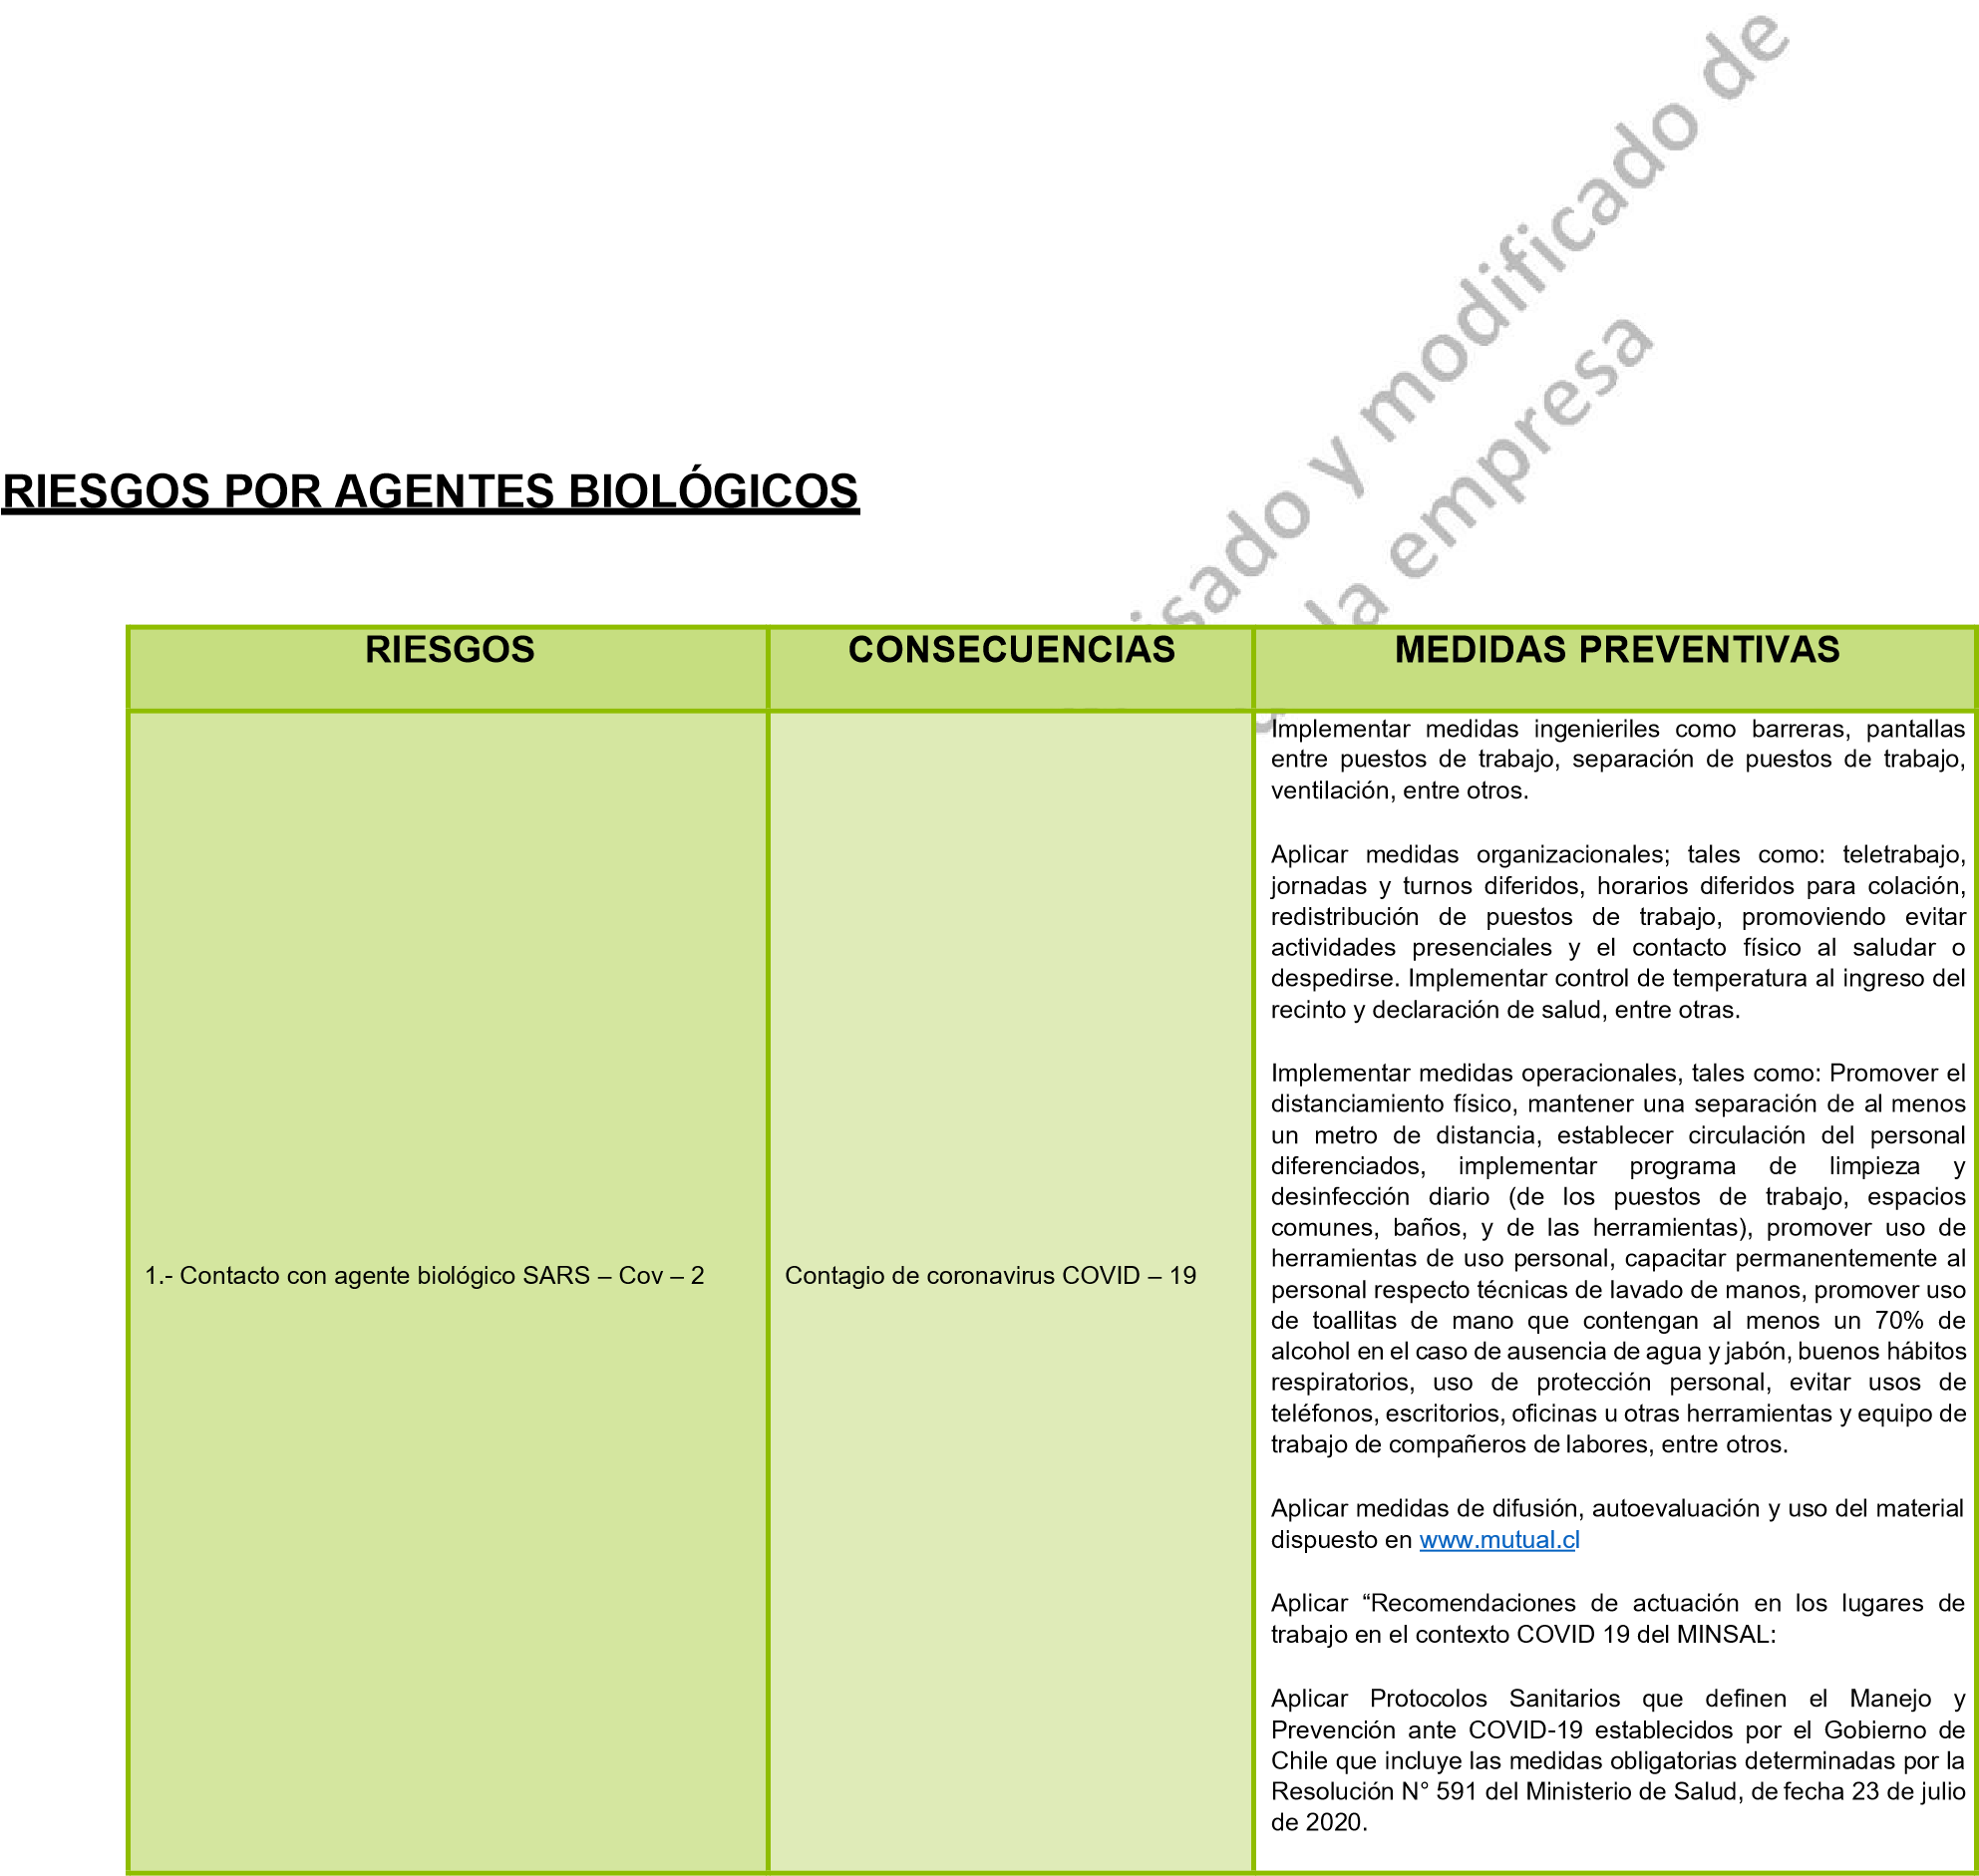 sado y modificado de
la empresa
RIESGOS POR AGENTES BIOLÓGICOS
RIESGOS
CONSECUENCIAS
MEDIDAS PREVENTIVAS
1.- Contacto con agente biológico SARS – Cov – 2
Contagio de coronavirus COVID – 19
Implementar medidas ingenieriles como barreras, pantallas
entre puestos de trabajo, separación de puestos de trabajo,
ventilación, entre otros.
Aplicar medidas organizacionales; tales como: teletrabajo,
jornadas y turnos diferidos, horarios diferidos para colación,
redistribución de puestos de trabajo, promoviendo evitar
actividades presenciales y el contacto físico al saludar o
despedirse. Implementar control de temperatura al ingreso del
recinto y declaración de salud, entre otras.
Implementar medidas operacionales, tales como: Promover el
distanciamiento físico, mantener una separación de al menos
un metro de distancia, establecer circulación del personal
diferenciados, implementar programa de limpieza y
desinfección diario (de los puestos de trabajo, espacios
comunes, baños, y de las herramientas), promover uso de
herramientas de uso personal, capacitar permanentemente al
personal respecto técnicas de lavado de manos, promover uso
de toallitas de mano que contengan al menos un 70% de
alcohol en el caso de ausencia de agua y jabón, buenos hábitos
respiratorios, uso de protección personal, evitar usos de
teléfonos, escritorios, oficinas u otras herramientas y equipo de
trabajo de compañeros de labores, entre otros.
Aplicar medidas de difusión, autoevaluación y uso del material
dispuesto en www.mutual.cl
Aplicar “Recomendaciones de actuación en los lugares de
trabajo en el contexto COVID 19 del MINSAL:
Aplicar Protocolos Sanitarios que definen el Manejo y
Prevención ante COVID-19 establecidos por el Gobierno de
Chile que incluye las medidas obligatorias determinadas por la
Resolución N° 591 del Ministerio de Salud, de fecha 23 de julio
de 2020.